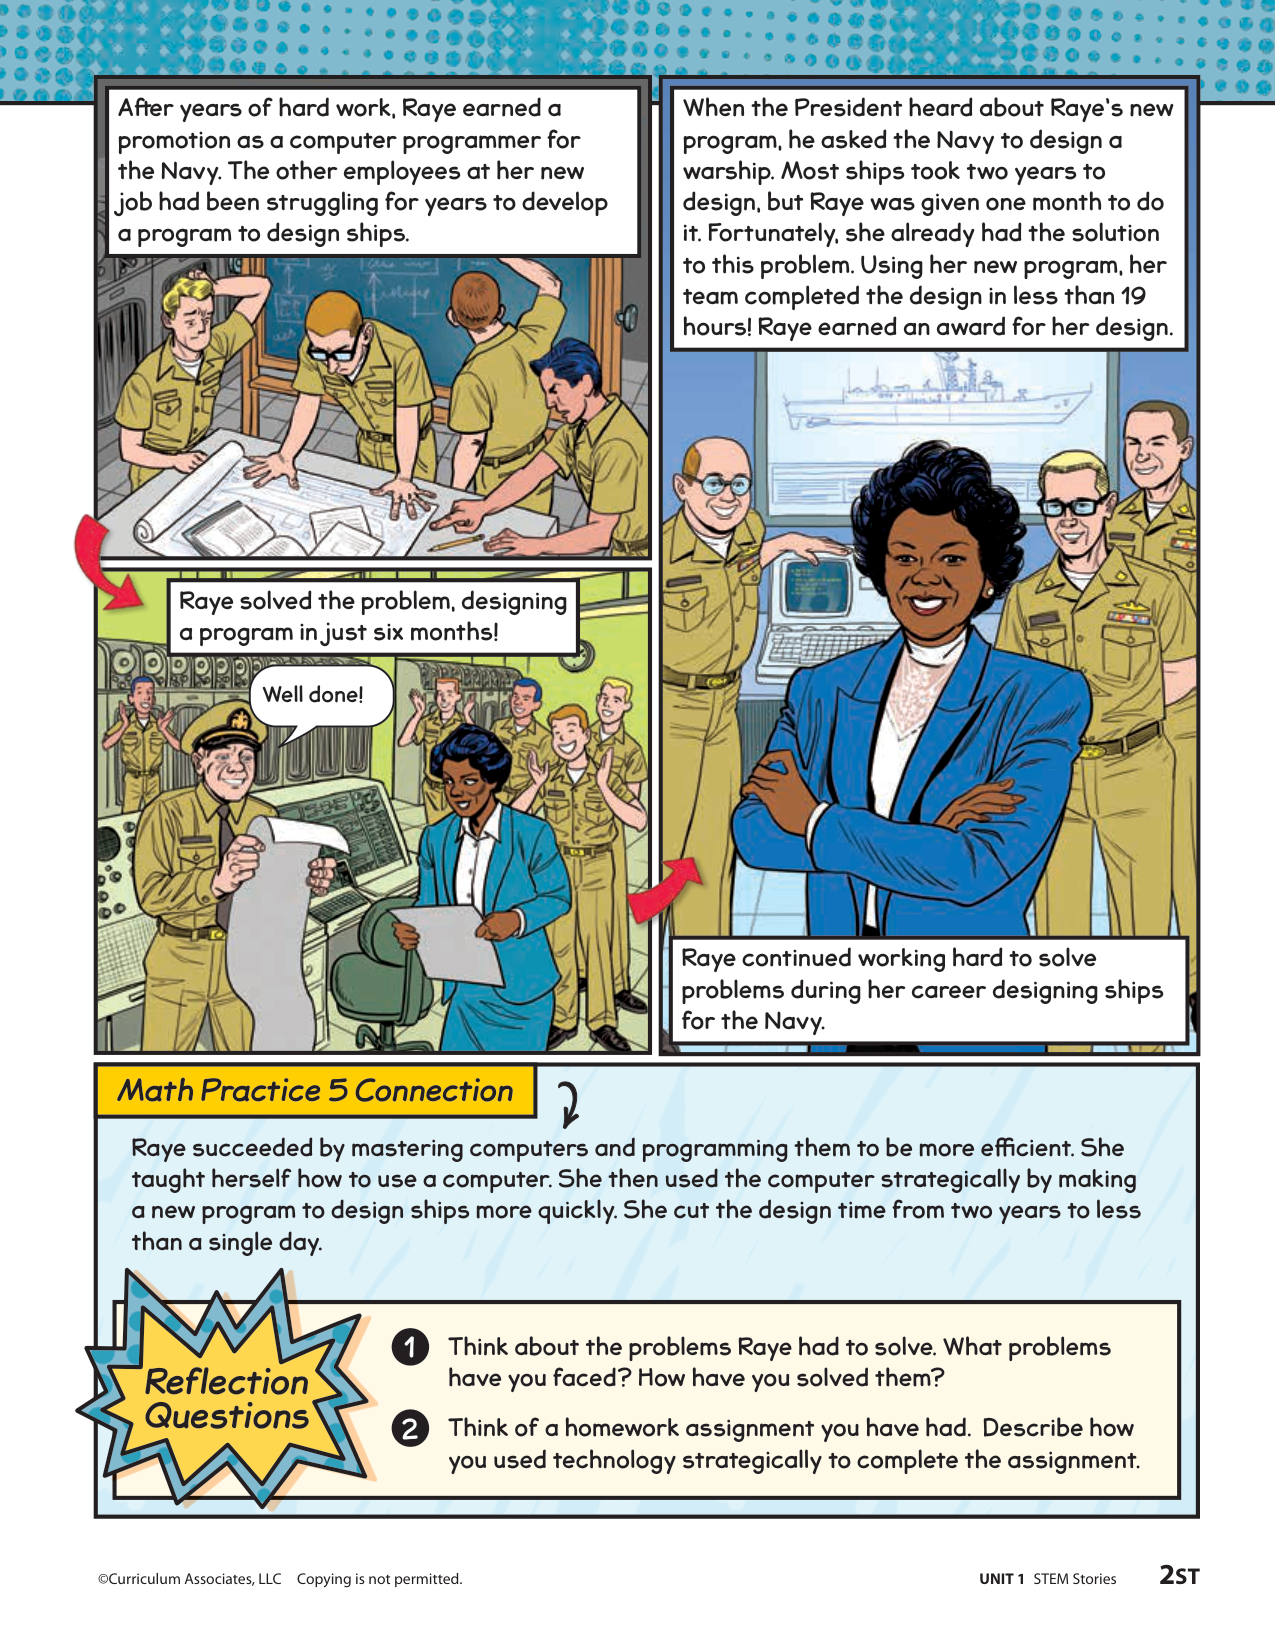 After years of hard work, Raye earned a
promotion as a computer programmer for
the Navy. The other employees at her new
job had been struggling for years to develop
a program to design ships.
Raye solved the problem, designing
a program in just six months!
Well done!
When the President heard about Raye's new
program, he asked the Navy to design a
warship. Most ships took two years to
design, but Raye was given one month to do
it. Fortunately, she already had the solution
to this problem. Using her new program, her
team completed the design in less than 19
hours! Raye earned an award for her design.
Raye continued working hard to solve
problems during her career designing ships
for the Navy.
Math Practice 5 Connection
Raye succeeded by mastering computers and programming them to be more efficient. She
taught herself how to use a computer. She then used the computer strategically by making
a new program to design ships more quickly. She cut the design time from two years to less
than a single day.
Reflection
Questions
1 Think about the problems Raye had to solve. What problems
have you faced? How have you solved them?
2 Think of a homework assignment you have had. Describe how
you used technology strategically to complete the assignment.
©Curriculum Associates, LLC Copying is not permitted.
UNIT 1 STEM Stories 2ST